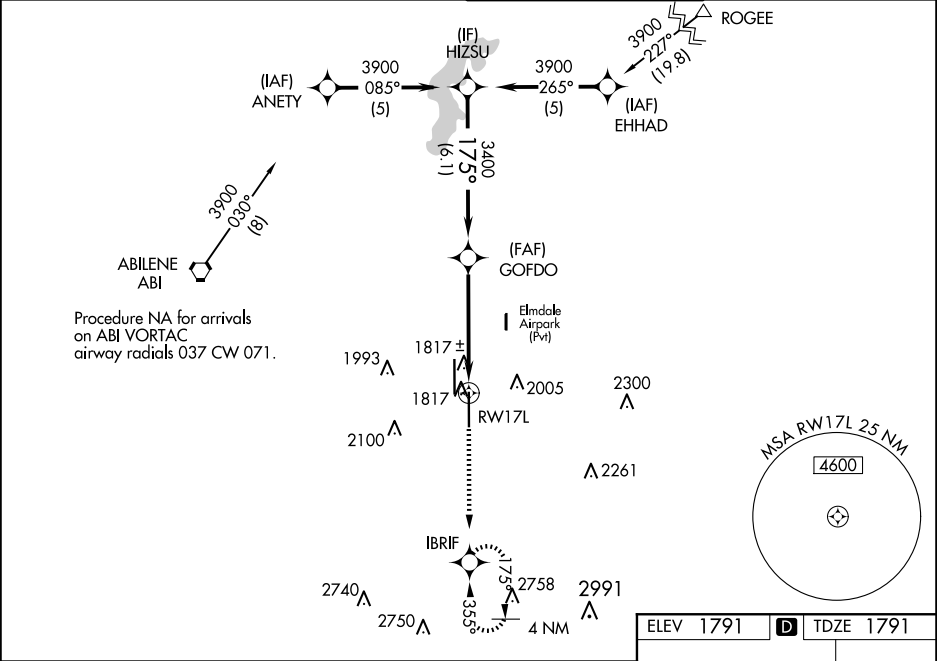 ROGEE
3900
227°
(19.8)
(IF)
HIZSU
(IAF)
ANETY
3900
085°
(5)
3900
265°
(5)
(IAF)
EHHAD
3400
175°
(6.1)
3900
030°
(8)
ABILENE
ABI
(FAF)
GOFDO
Procedure NA for arrivals
on ABI VORTAC
airway radials 037 CW 071.
Elmdale
Airpark
(Pvt)
1993
1817 ±
1817
2005
2300
RW17L
2100
2261
MSA RW17L 25 NM
4600
IBRIF
175°
355°
4 NM
2740
2750
2758
2991
ELEV 1791
D
TDZE 1791